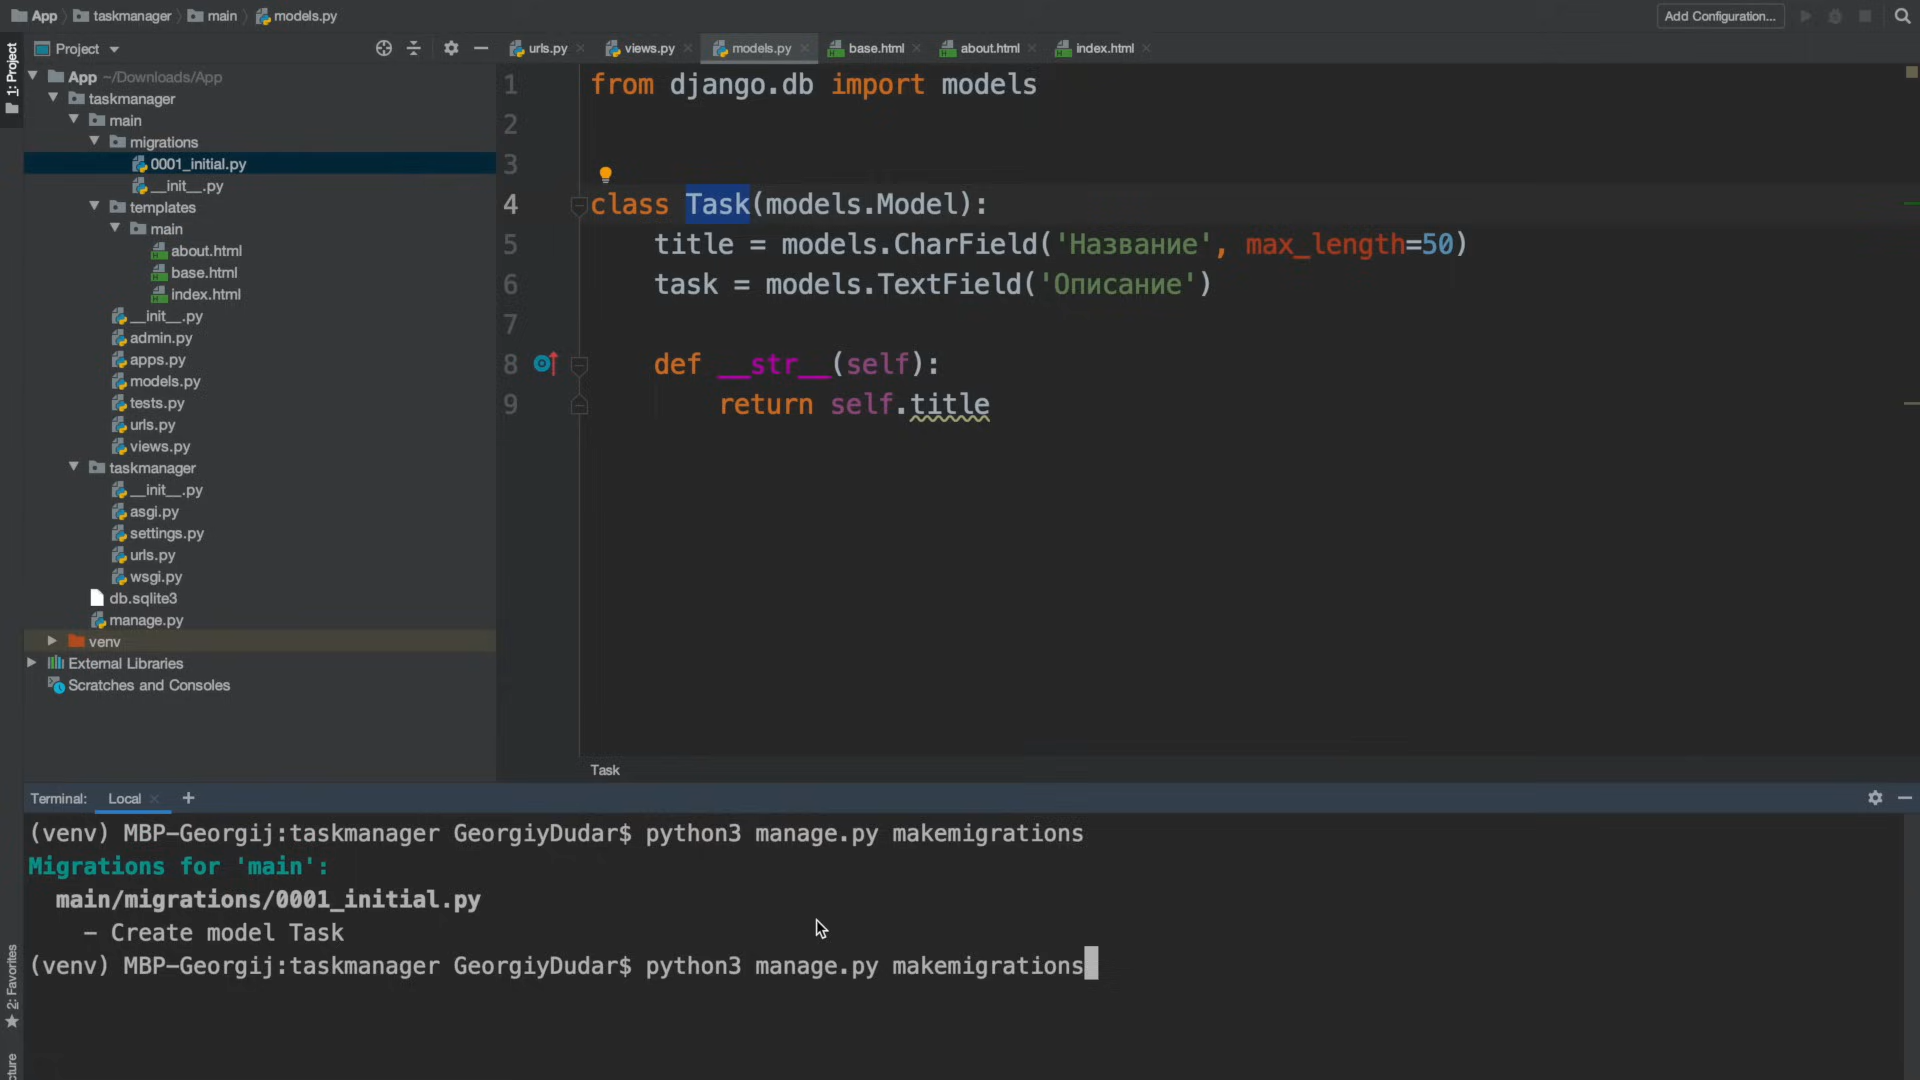 App taskmanager main models.py Add Configuration...
1: Project
Project
urls.py views.py models.py base.html about.html index.html
App ~/Downloads/App
taskmanager
main
migrations
0001_initial.py
__init__.py
templates
main
about.html
base.html
index.html
__init__.py
admin.py
apps.py
models.py
tests.py
urls.py
views.py
taskmanager
__init__.py
asgi.py
settings.py
urls.py
wsgi.py
db.sqlite3
manage.py
venv
External Libraries
Scratches and Consoles
1 from django.db import models
2
3
4 class Task(models.Model):
5 title = models.CharField('Название', max_length=50)
6 task = models.TextField('Описание')
7
8 def __str__(self):
9 return self.title
Task
Terminal: Local +
(venv) MBP-Georgij:taskmanager GeorgiyDudar$ python3 manage.py makemigrations
Migrations for 'main':
main/migrations/0001_initial.py
- Create model Task
(venv) MBP-Georgij:taskmanager GeorgiyDudar$ python3 manage.py makemigrations
2: Favorites